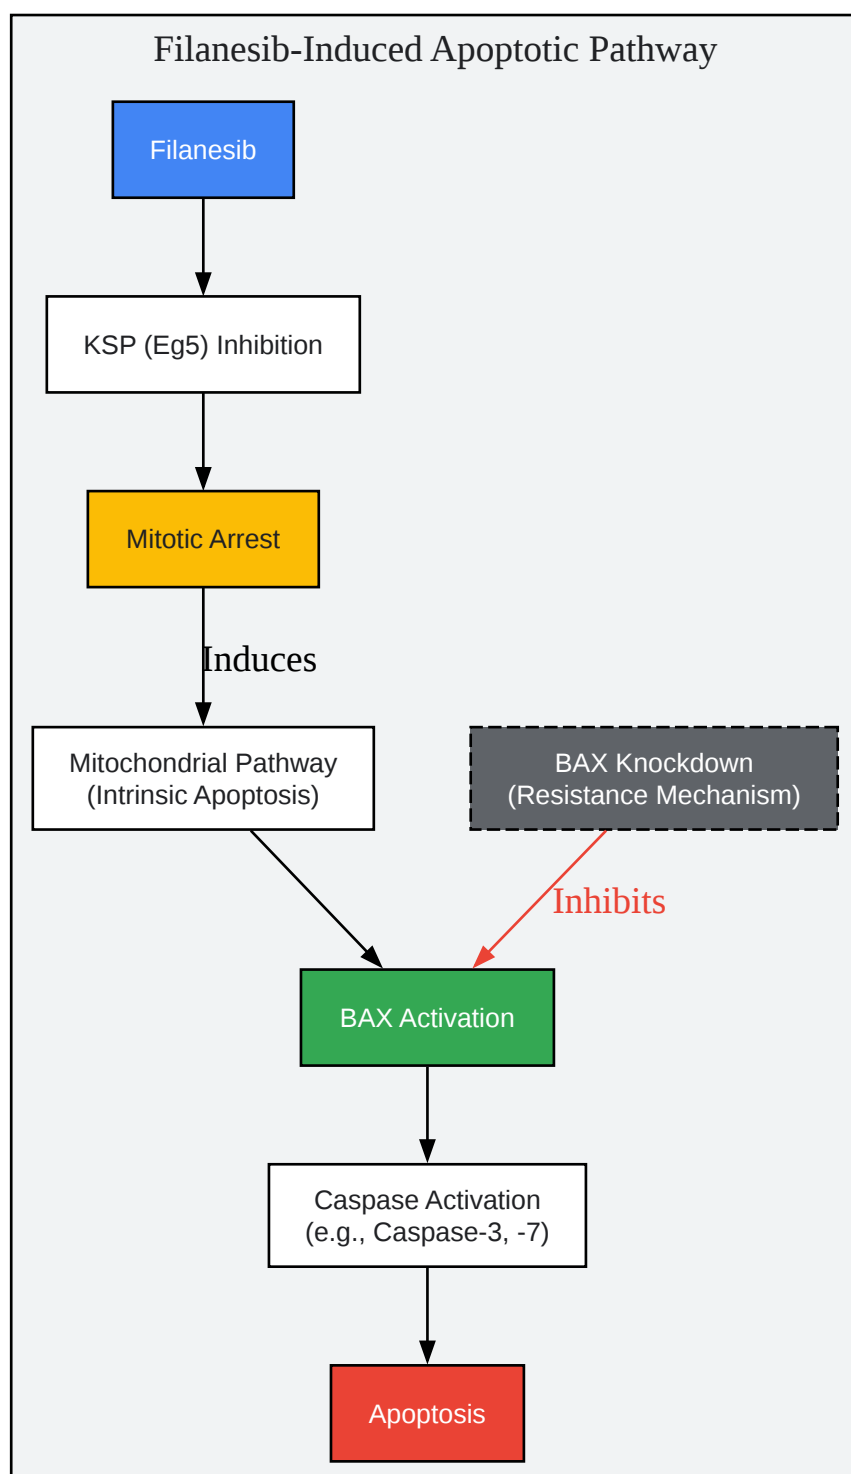 Filanesib-Induced Apoptotic Pathway
Filanesib
KSP (Eg5) Inhibition
Mitotic Arrest
Induces
Mitochondrial Pathway
(Intrinsic Apoptosis)
BAX Knockdown
(Resistance Mechanism)
Inhibits
BAX Activation
Caspase Activation
(e.g., Caspase-3, -7)
Apoptosis